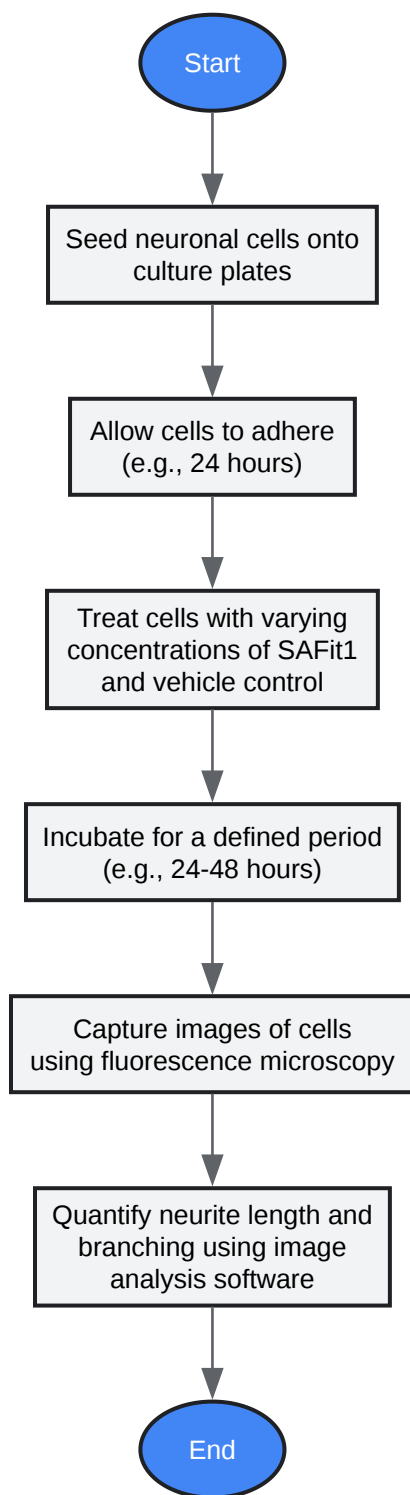 Start
Seed neuronal cells onto
culture plates
Allow cells to adhere
(e.g., 24 hours)
Treat cells with varying
concentrations of SAFit1
and vehicle control
Incubate for a defined period
(e.g., 24-48 hours)
Capture images of cells
using fluorescence microscopy
Quantify neurite length and
branching using image
analysis software
End